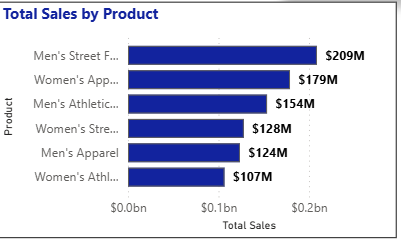 Total Sales by Product
Men's Street F... $209M
Women's App... $179M
Men's Athletic... $154M
Women's Stre... $128M
Men's Apparel $124M
Women's Athl... $107M
Product
$0.0bn $0.1bn $0.2bn
Total Sales